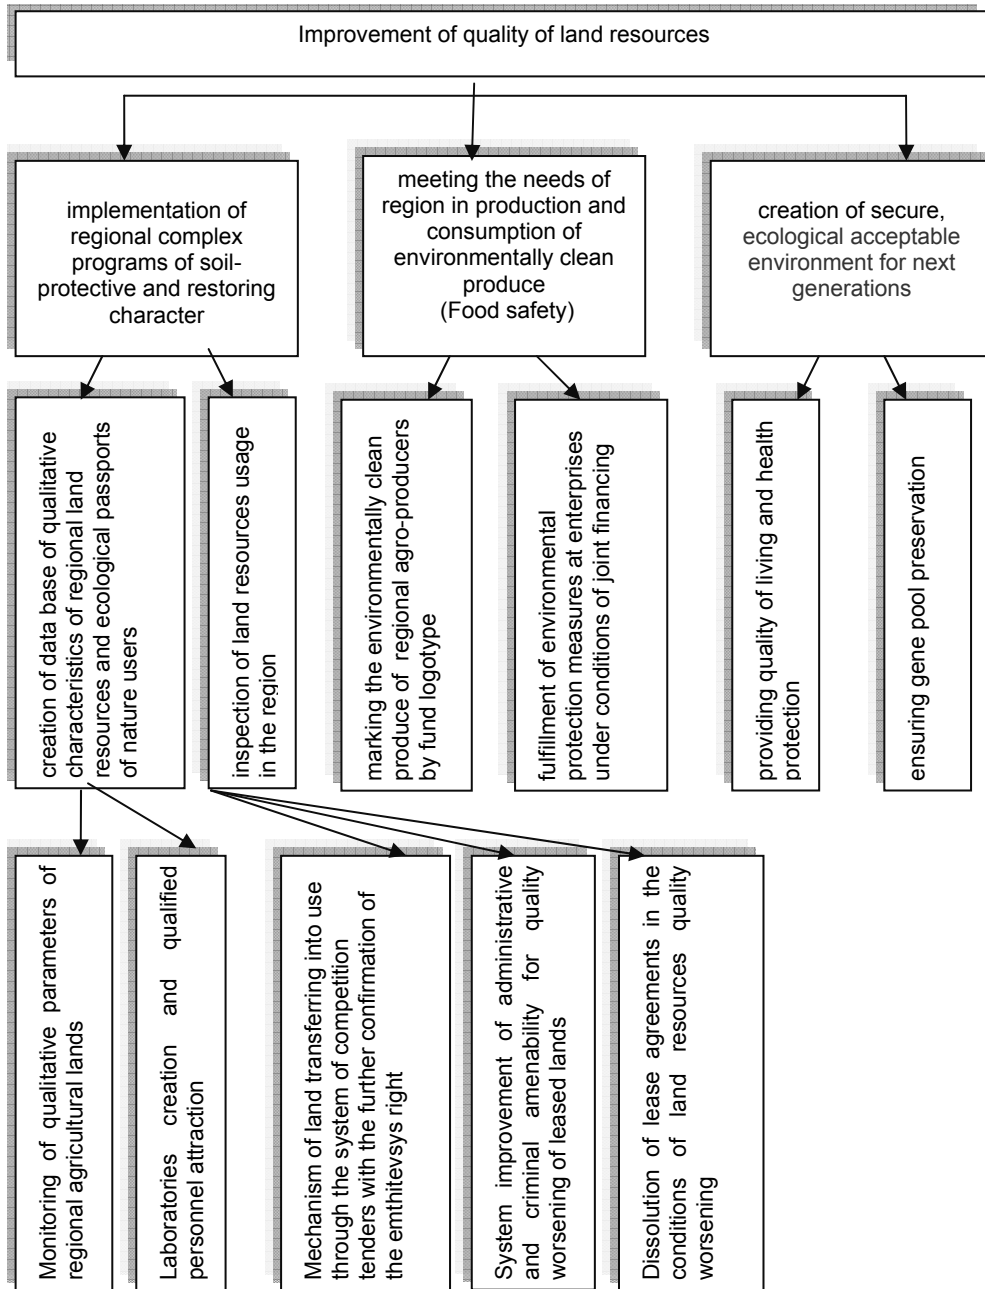 Improvement of quality of land resources
implementation of
regional complex
programs of soil-
protective and restoring
character
meeting the needs of
region in production and
consumption of
environmentally clean
produce
(Food safety)
creation of secure,
ecological acceptable
environment for next
generations
creation of data base of qualitative
characteristics of regional land
resources and ecological passports
of nature users
inspection of land resources usage
in the region
marking the environmentally clean
produce of regional agro-producers
by fund logotype
fulfillment of environmental
protection measures at enterprises
under conditions of joint financing
providing quality of living and health
protection
ensuring gene pool preservation
Monitoring of qualitative parameters of
regional agricultural lands
Laboratories creation and qualified
personnel attraction
Mechanism of land transferring into use
through the system of competition
tenders with the further confirmation of
the emthitevsys right
System improvement of administrative
and criminal amenability for quality
worsening of leased lands
Dissolution of lease agreements in the
conditions of land resources quality
worsening